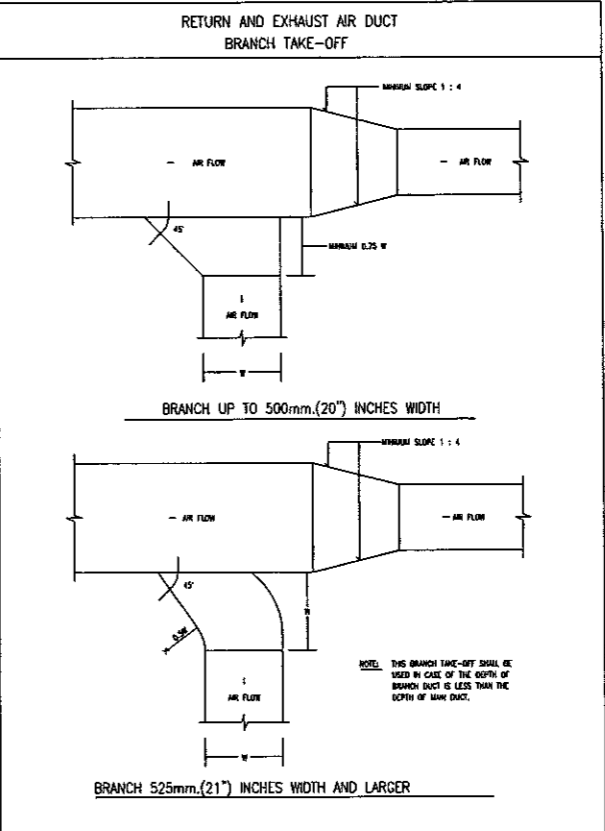 RETURN AND EXHAUST AIR DUCT
BRANCH TAKE-OFF
MINIMUM SLOPE 1 : 4
AIR FLOW
AIR FLOW
45°
MINIMUM 0.25 W
AIR FLOW
W
BRANCH UP TO 500mm.(20") INCHES WIDTH
MINIMUM SLOPE 1 : 4
AIR FLOW
AIR FLOW
45°
W
0.5W
NOTE: THIS BRANCH TAKE-OFF SHALL BE
USED IN CASE OF THE DEPTH OF
BRANCH DUCT IS LESS THAN THE
DEPTH OF MAIN DUCT.
AIR FLOW
W
BRANCH 525mm.(21") INCHES WIDTH AND LARGER